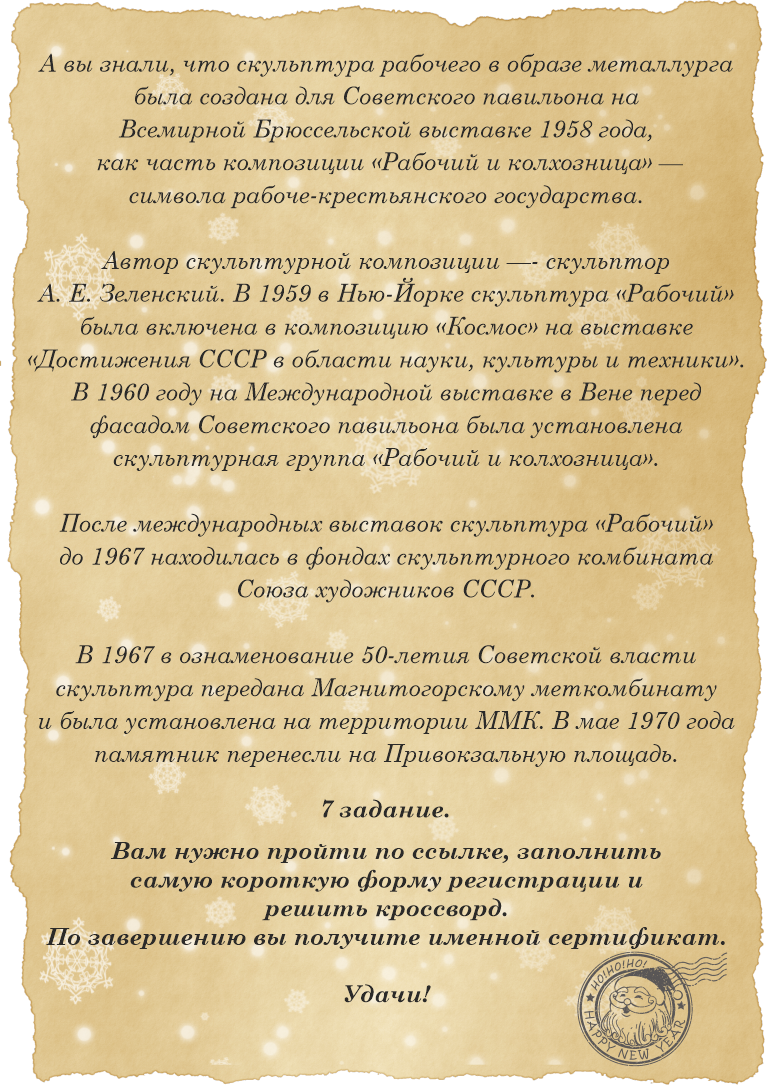 А вы знали, что скульптура рабочего в образе металлурга
была создана для Советского павильона на
Всемирной Брюссельской выставке 1958 года,
как часть композиции «Рабочий и колхозница» —
символа рабоче-крестьянского государства.
Автор скульптурной композиции —- скульптор
А. Е. Зеленский. В 1959 в Нью-Йорке скульптура «Рабочий»
была включена в композицию «Космос» на выставке
«Достижения СССР в области науки, культуры и техники».
В 1960 году на Международной выставке в Вене перед
фасадом Советского павильона была установлена
скульптурная группа «Рабочий и колхозница».
После международных выставок скульптура «Рабочий»
до 1967 находилась в фондах скульптурного комбината
Союза художников СССР.
В 1967 в ознаменование 50-летия Советской власти
скульптура передана Магнитогорскому меткомбинату
и была установлена на территории ММК. В мае 1970 года
памятник перенесли на Привокзальную площадь.
7 задание.
Вам нужно пройти по ссылке, заполнить
самую короткую форму регистрации и
решить кроссворд.
По завершению вы получите именной сертификат.
Удачи!
HO!HO!HO!
HAPPY NEW YEAR